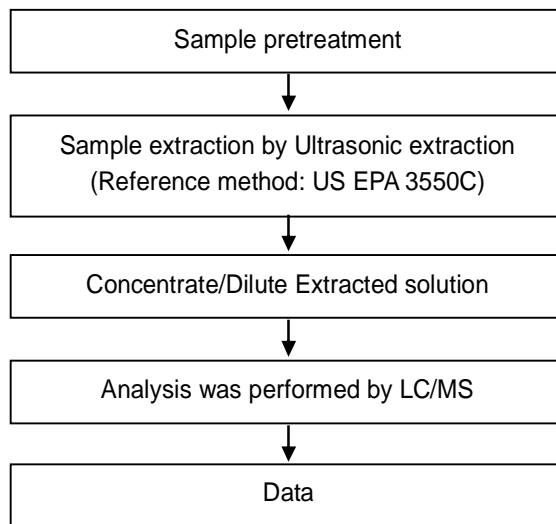 Sample pretreatment
Sample extraction by Ultrasonic extraction
(Reference method: US EPA 3550C)
Concentrate/Dilute Extracted solution
Analysis was performed by LC/MS
Data